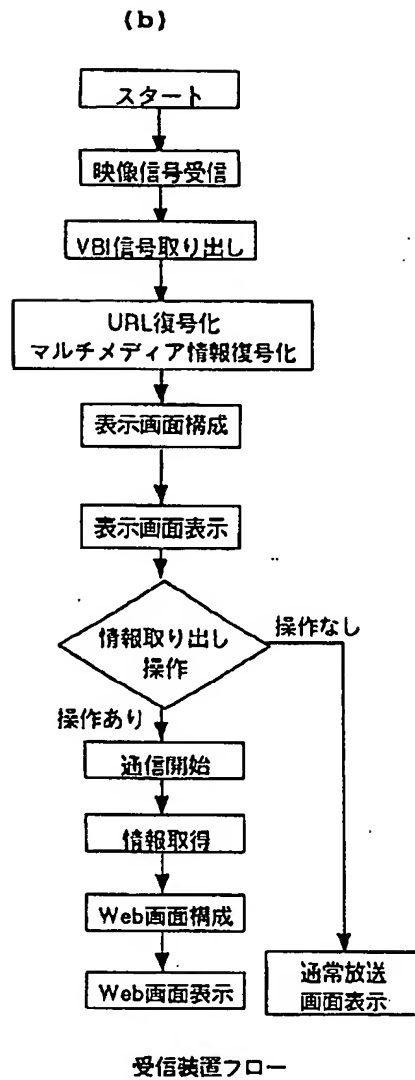 (b)
スタート
映像信号受信
VBI信号取り出し
URL復号化
マルチメディア情報復号化
表示画面構成
表示画面表示
情報取り出し
操作
操作なし
操作あり
通信開始
情報取得
Web画面構成
Web画面表示
通常放送
画面表示
受信装置フロー